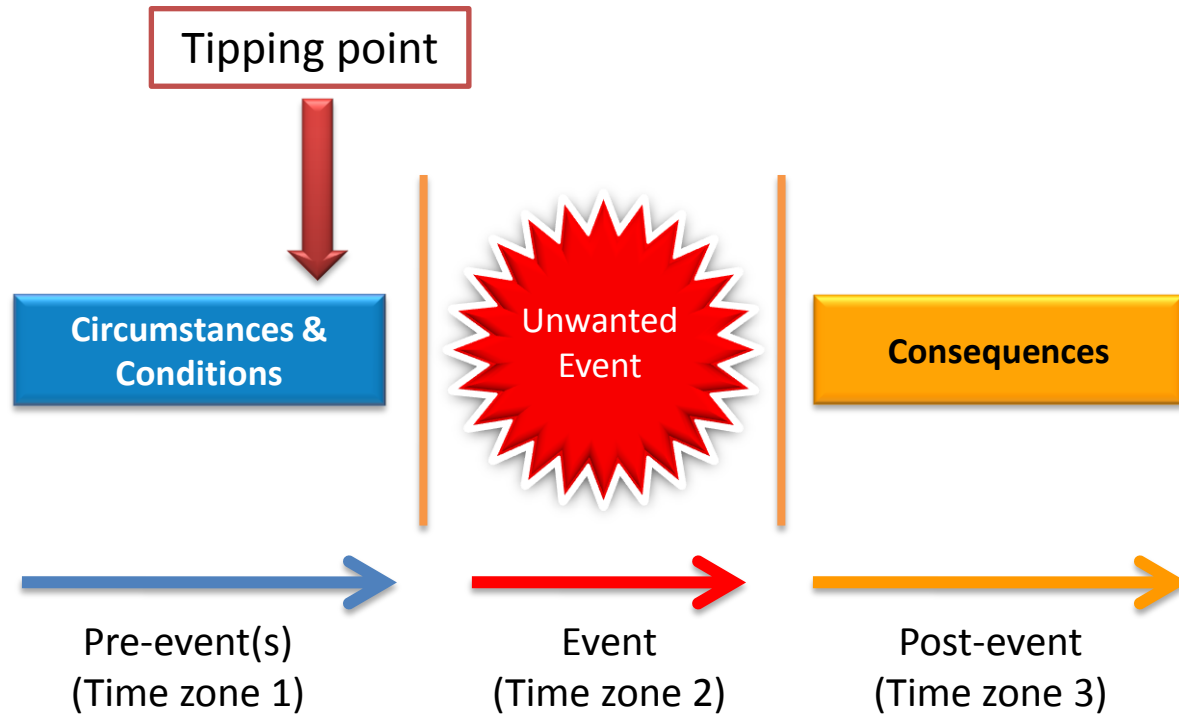 Tipping point
Circumstances &
Conditions
Unwanted
Event
Consequences
Pre-event(s)
(Time zone 1)
Event
(Time zone 2)
Post-event
(Time zone 3)